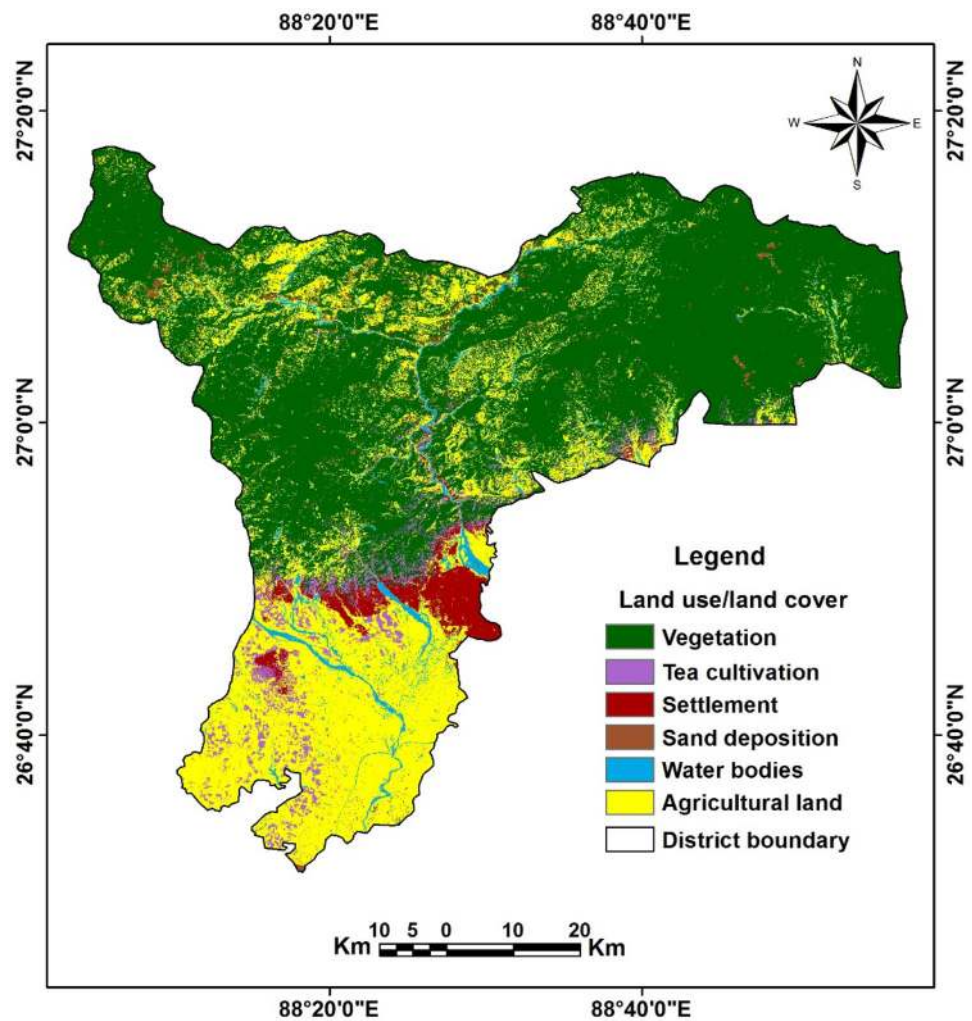 88°20'0"E 88°40'0"E
27°20'0"N 27°20'0"N
N
W E
S
27°0'0"N 27°0'0"N
Legend
Land use/land cover
Vegetation
Tea cultivation
Settlement
Sand deposition
26°40'0"N 26°40'0"N
Water bodies
Agricultural land
District boundary
10 5 0 10 20
Km Km
88°20'0"E 88°40'0"E